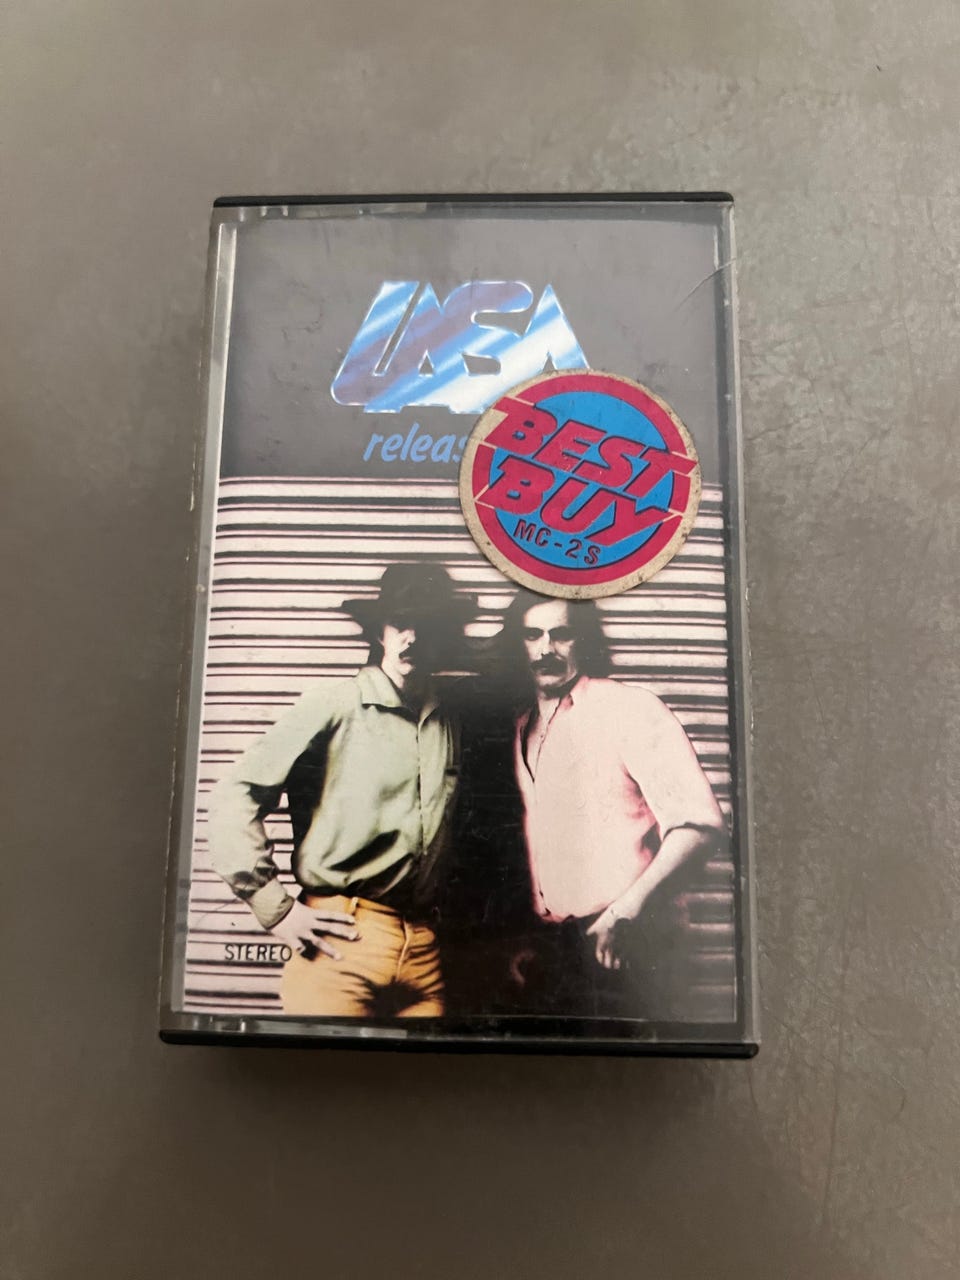 LASA
releas
BEST
BUY
MC-2S
STEREO